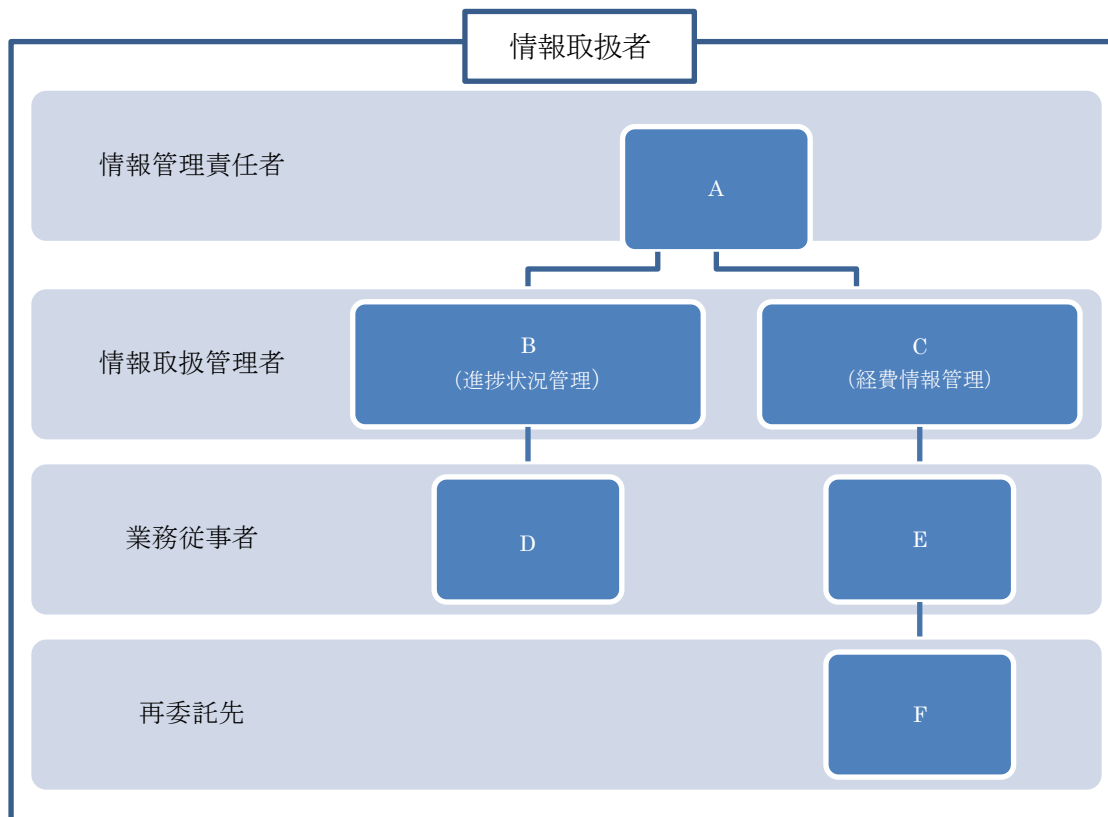 情報取扱者
情報管理責任者
A
情報取扱管理者
B
（進捗状況管理）
C
（経費情報管理）
業務従事者
D
E
再委託先
F